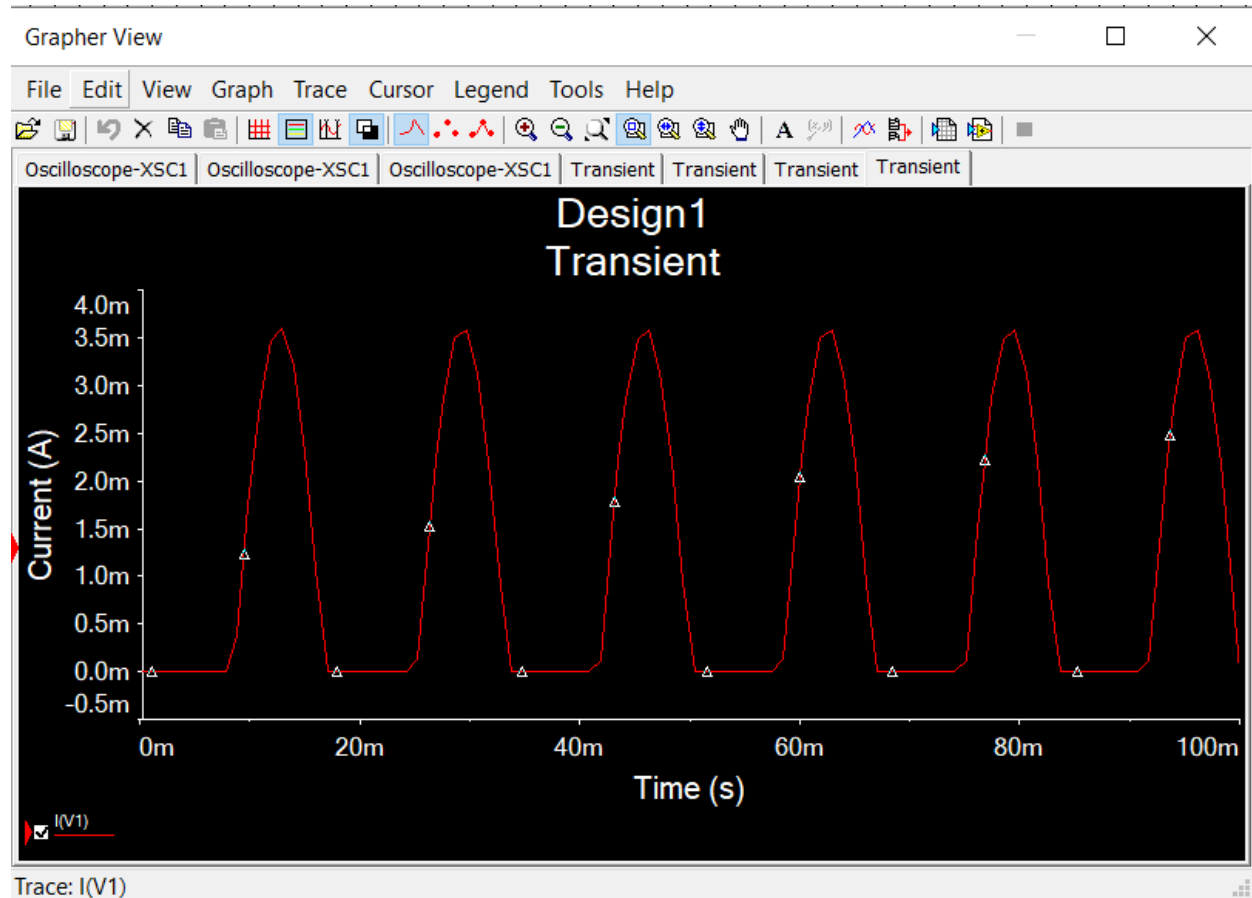 Grapher View
File Edit View Graph Trace Cursor Legend Tools Help
A (x,y)
Oscilloscope-XSC1 Oscilloscope-XSC1 Oscilloscope-XSC1 Transient Transient Transient Transient
Design1
Transient
4.0m
3.5m
3.0m
2.5m
2.0m
1.5m
1.0m
0.5m
0.0m
-0.5m
Current (A)
0m 20m 40m 60m 80m 100m
Time (s)
I(V1)
Trace: I(V1)